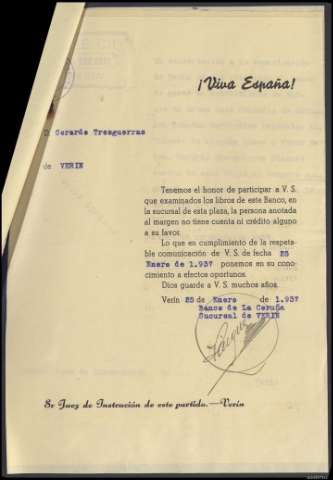 ¡Viva España!
D Gerardo Tresguerras
de VERIN
Tenemos el honor de participar a V. S.
que examinados los libros de este Banco, en
la sucursal de esta plaza, la persona anotada
al margen no tiene cuenta ni crédito alguno
a su favor.
Lo que en cumplimiento de la respeta-
ble comunicación de V. S. de fecha 25
Enero de 1.937 ponemos en su cono-
cimiento a efectos oportunos.
Dios guarde a V. S. muchos años.
Verín 25 de Enero de 1.937
Banco de La Coruña
Sucursal de VERIN
Sr Juez de Instrución de este partido.—Verín